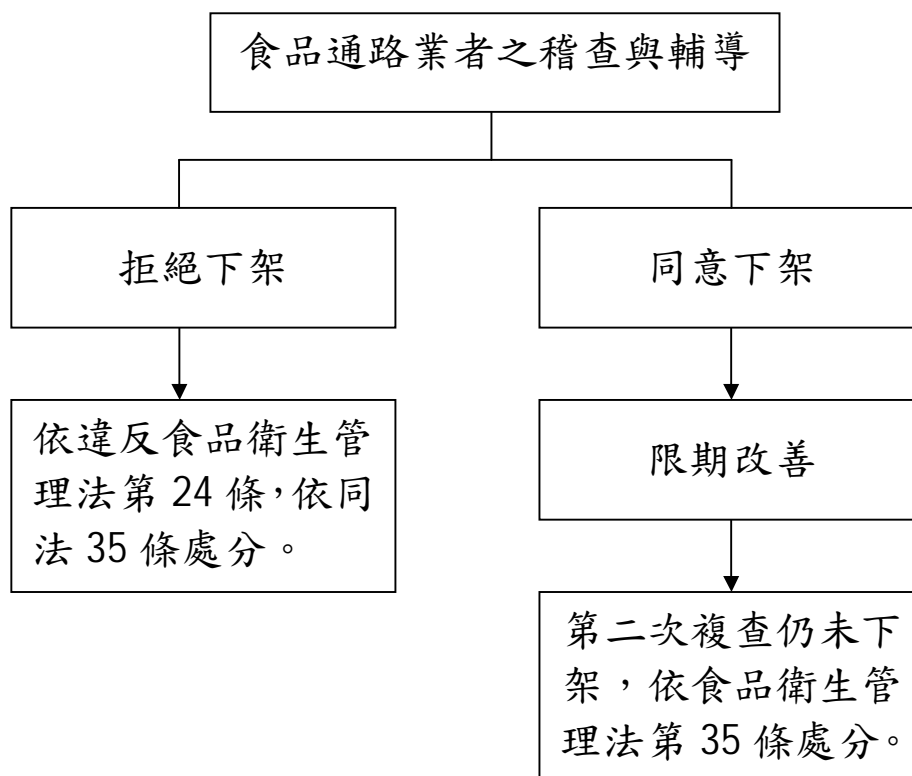 食品通路業者之稽查與輔導
拒絕下架
同意下架
依違反食品衛生管
理法第 24 條，依同
法 35 條處分。
限期改善
第二次複查仍未下
架，依食品衛生管
理法第 35 條處分。